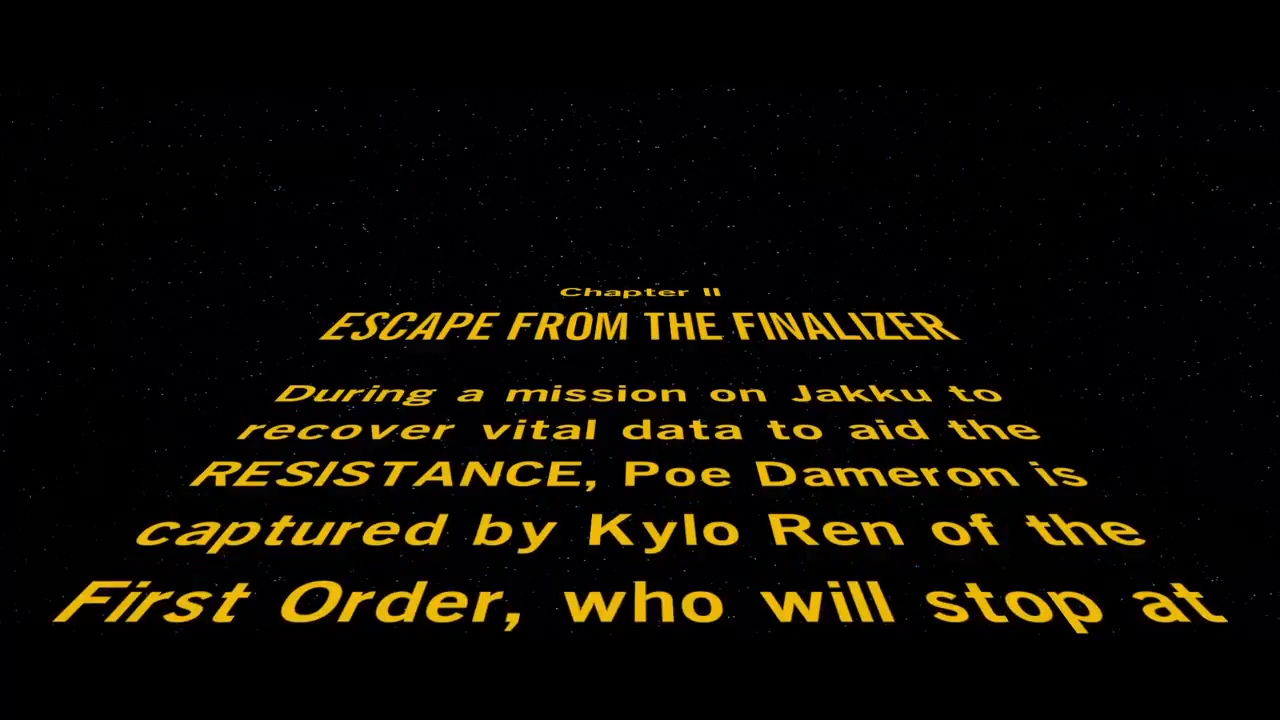 Chapter II
ESCAPE FROM THE FINALIZER
During a mission on Jakku to
recover vital data to aid the
RESISTANCE, Poe Dameron is
captured by Kylo Ren of the
First Order, who will stop at